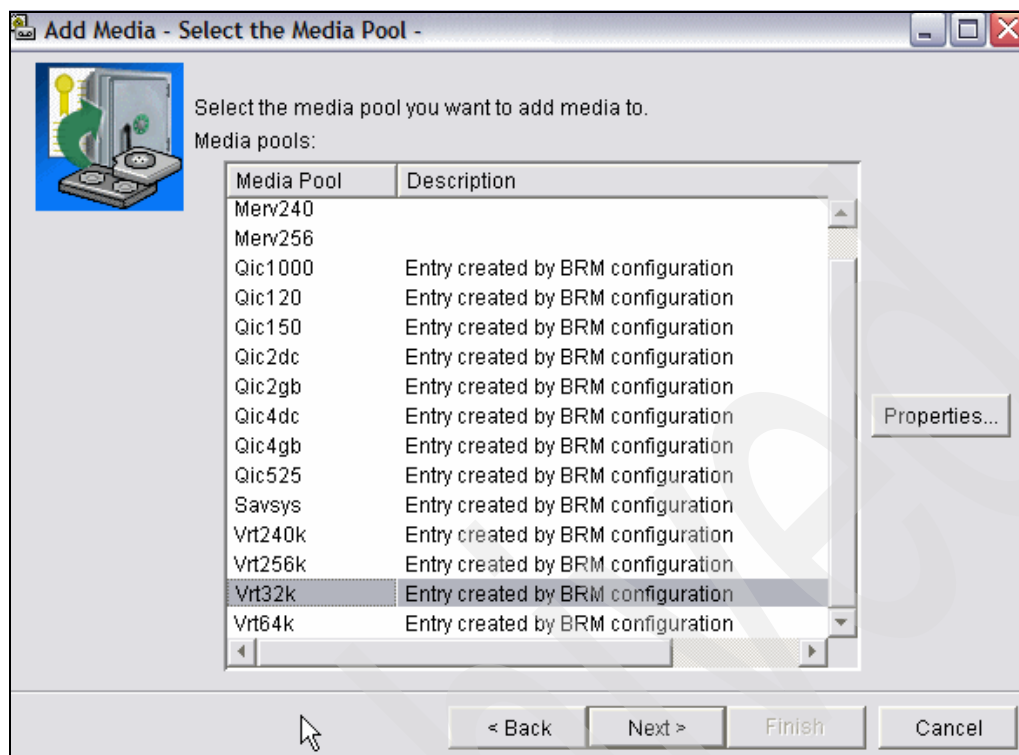 Add Media - Select the Media Pool -
Select the media pool you want to add media to.
Media pools:
Media Pool Description
Merv240
Merv256
Qic1000 Entry created by BRM configuration
Qic120 Entry created by BRM configuration
Qic150 Entry created by BRM configuration
Qic2dc Entry created by BRM configuration
Qic2gb Entry created by BRM configuration
Qic4dc Entry created by BRM configuration
Properties...
Qic4gb Entry created by BRM configuration
Qic525 Entry created by BRM configuration
Savsys Entry created by BRM configuration
Vrt240k Entry created by BRM configuration
Vrt256k Entry created by BRM configuration
Vrt32k Entry created by BRM configuration
Vrt64k Entry created by BRM configuration
< Back Next > Finish Cancel